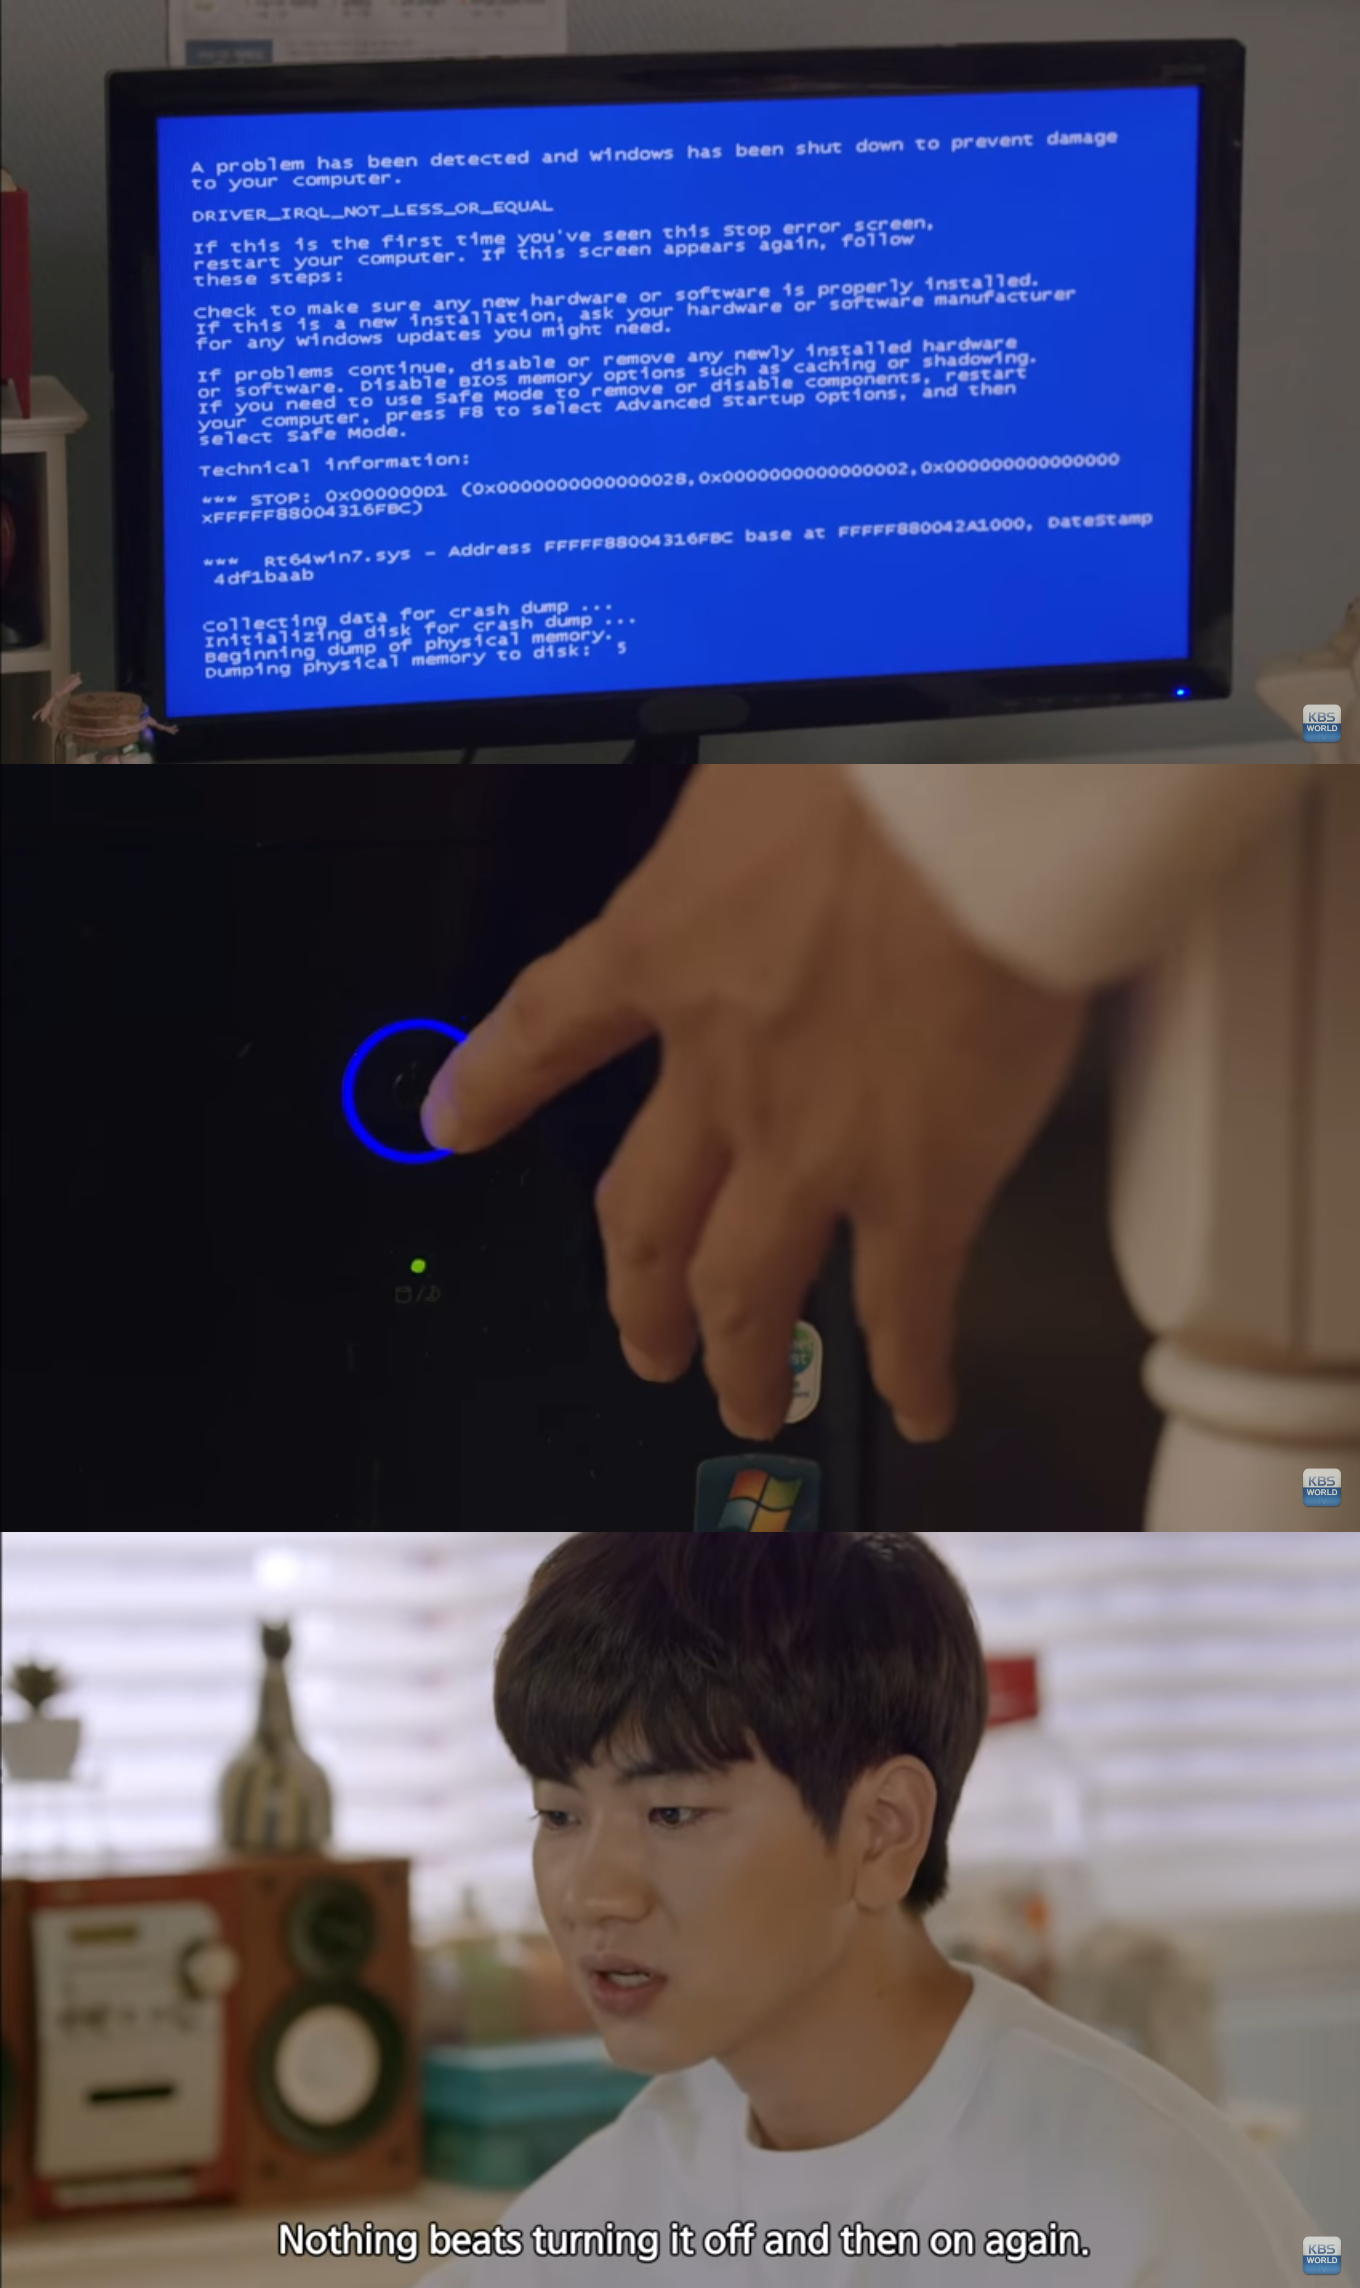 A problem has been detected and windows has been shut down to prevent damage
to your computer.
DRIVER_IRQL_NOT_LESS_OR_EQUAL
If this is the first time you've seen this Stop error screen,
restart your computer. If this screen appears again, follow
these steps:
Check to make sure any new hardware or software is properly installed.
If this is a new installation, ask your hardware or software manufacturer
for any windows updates you might need.
If problems continue, disable or remove any newly installed hardware
or software. Disable BIOS memory options such as caching or shadowing.
If you need to use Safe Mode to remove or disable components, restart
your computer, press F8 to select Advanced Startup Options, and then
select Safe Mode.
Technical information:
*** STOP: 0x000000D1 (0x0000000000000028,0x0000000000000002,0x000000000000000
xFFFFF88004316FBC)
*** Rt64win7.sys - Address FFFFF88004316FBC base at FFFFF880042A1000, DateStamp
4df1baab
Collecting data for crash dump ...
Initializing disk for crash dump ...
Beginning dump of physical memory.
Dumping physical memory to disk: 5
KBS
WORLD
KBS
WORLD
Nothing beats turning it off and then on again.
KBS
WORLD